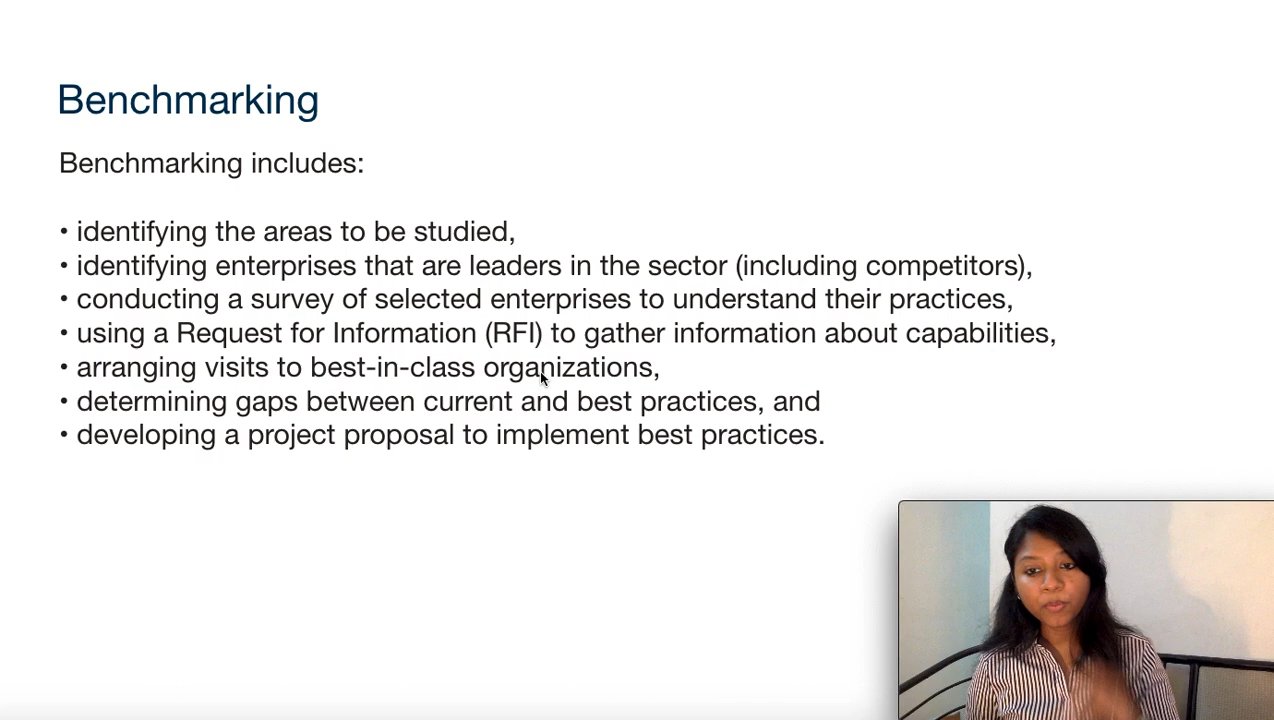 Benchmarking
Benchmarking includes:
• identifying the areas to be studied,
• identifying enterprises that are leaders in the sector (including competitors),
• conducting a survey of selected enterprises to understand their practices,
• using a Request for Information (RFI) to gather information about capabilities,
• arranging visits to best-in-class organizations,
• determining gaps between current and best practices, and
• developing a project proposal to implement best practices.